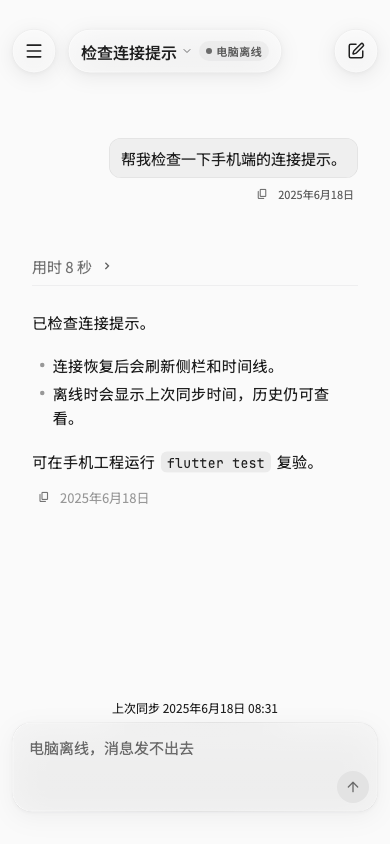 检查连接提示
电脑离线
帮我检查一下手机端的连接提示。
2025年6月18日
用时 8 秒
已检查连接提示。
连接恢复后会刷新侧栏和时间线。
离线时会显示上次同步时间，历史仍可查
看。
可在手机工程运行 flutter test 复验。
2025年6月18日
上次同步 2025年6月18日 08:31
电脑离线，消息发不出去